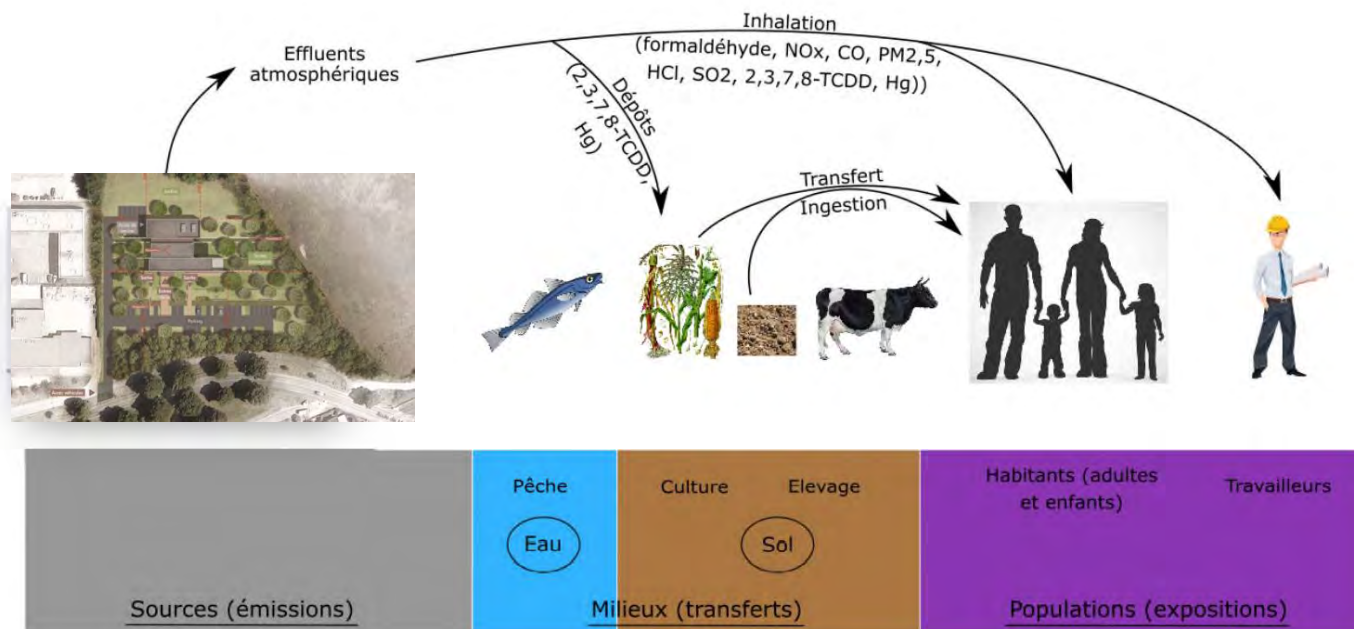 Inhalation
(formaldéhyde, NOx, CO, PM2,5,
HCl, SO2, 2,3,7,8-TCDD, Hg))
Effluents
atmosphériques
Dépôts
(2,3,7,8-TCDD,
Hg)
Transfert
Ingestion
Parking
Pêche
Culture
Elevage
Habitants (adultes
et enfants)
Travailleurs
Eau
Sol
Sources (émissions)
Milieux (transferts)
Populations (expositions)